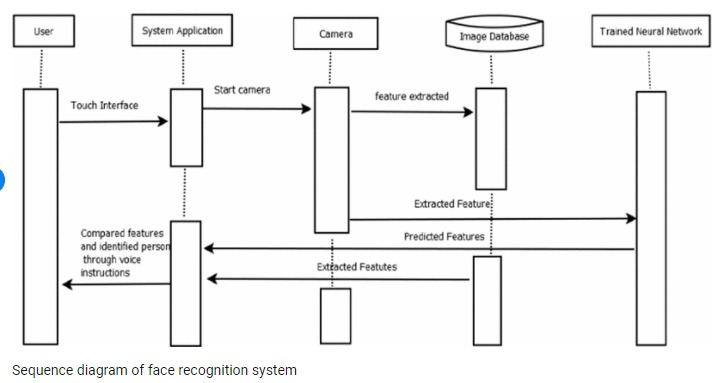 User
System Application
Camera
Image Database
Trained Neural Network
Touch Interface
Start camera
feature extracted
Extracted Feature
Predicted Features
Compared features
and identified person
through voice
instructions
Extracted Featutes
Sequence diagram of face recognition system